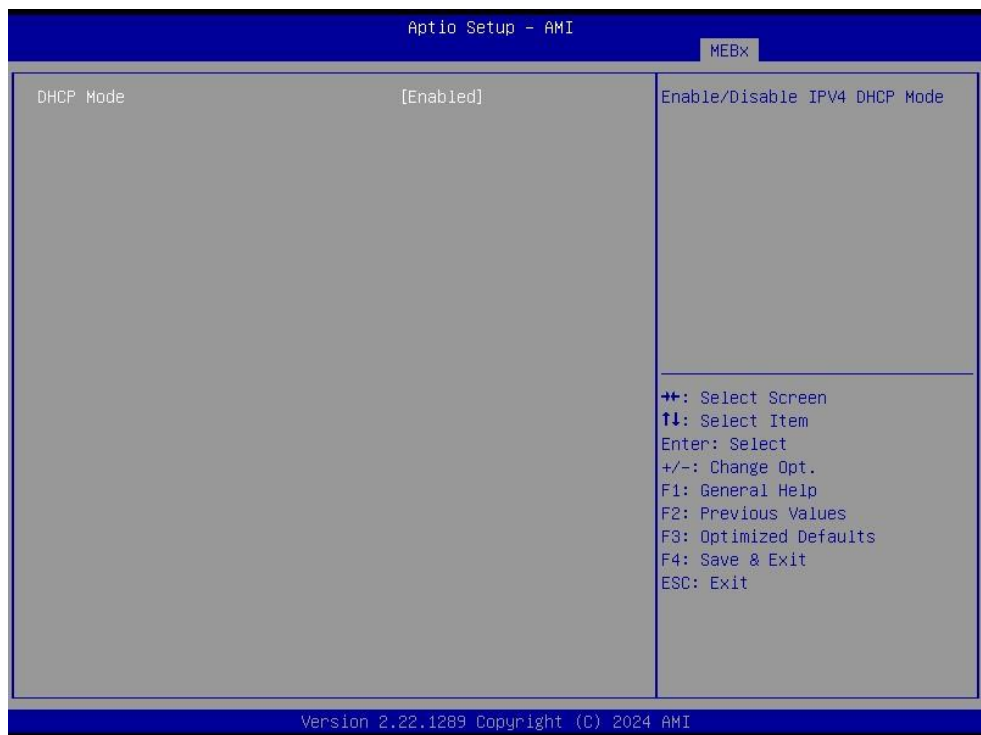 Aptio Setup - AMI
MEBx
DHCP Mode [Enabled]
Enable/Disable IPV4 DHCP Mode
→←: Select Screen
↑↓: Select Item
Enter: Select
+/-: Change Opt.
F1: General Help
F2: Previous Values
F3: Optimized Defaults
F4: Save & Exit
ESC: Exit
Version 2.22.1289 Copyright (C) 2024 AMI